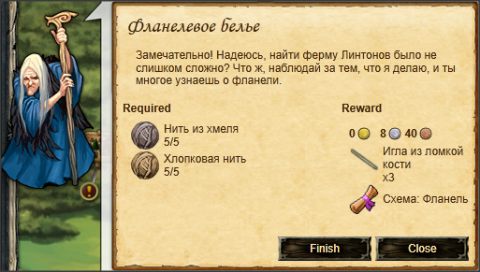 Фланелевое белье
Замечательно! Надеюсь, найти ферму Линтонов было не
слишком сложно? Что ж, наблюдай за тем, что я делаю, и ты
многое узнаешь о фланели.
Required
Нить из хмеля
5/5
Хлопковая нить
5/5
Reward
0 8 40
Игла из ломкой
кости
x3
Схема: Фланель
Finish Close